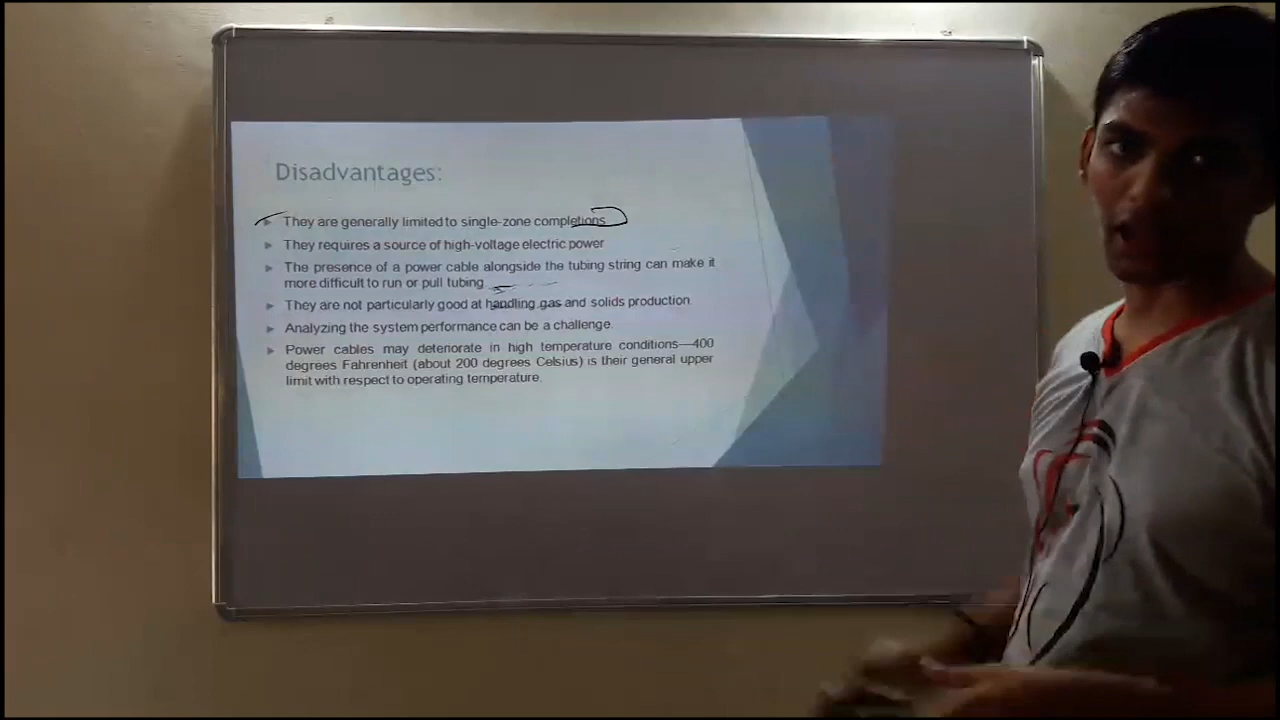 Disadvantages:
They are generally limited to single-zone completions
They requires a source of high-voltage electric power
The presence of a power cable alongside the tubing string can make it
more difficult to run or pull tubing
They are not particularly good at handling gas and solids production
Analyzing the system performance can be a challenge.
Power cables may deteriorate in high temperature conditions—400
degrees Fahrenheit (about 200 degrees Celsius) is their general upper
limit with respect to operating temperature.